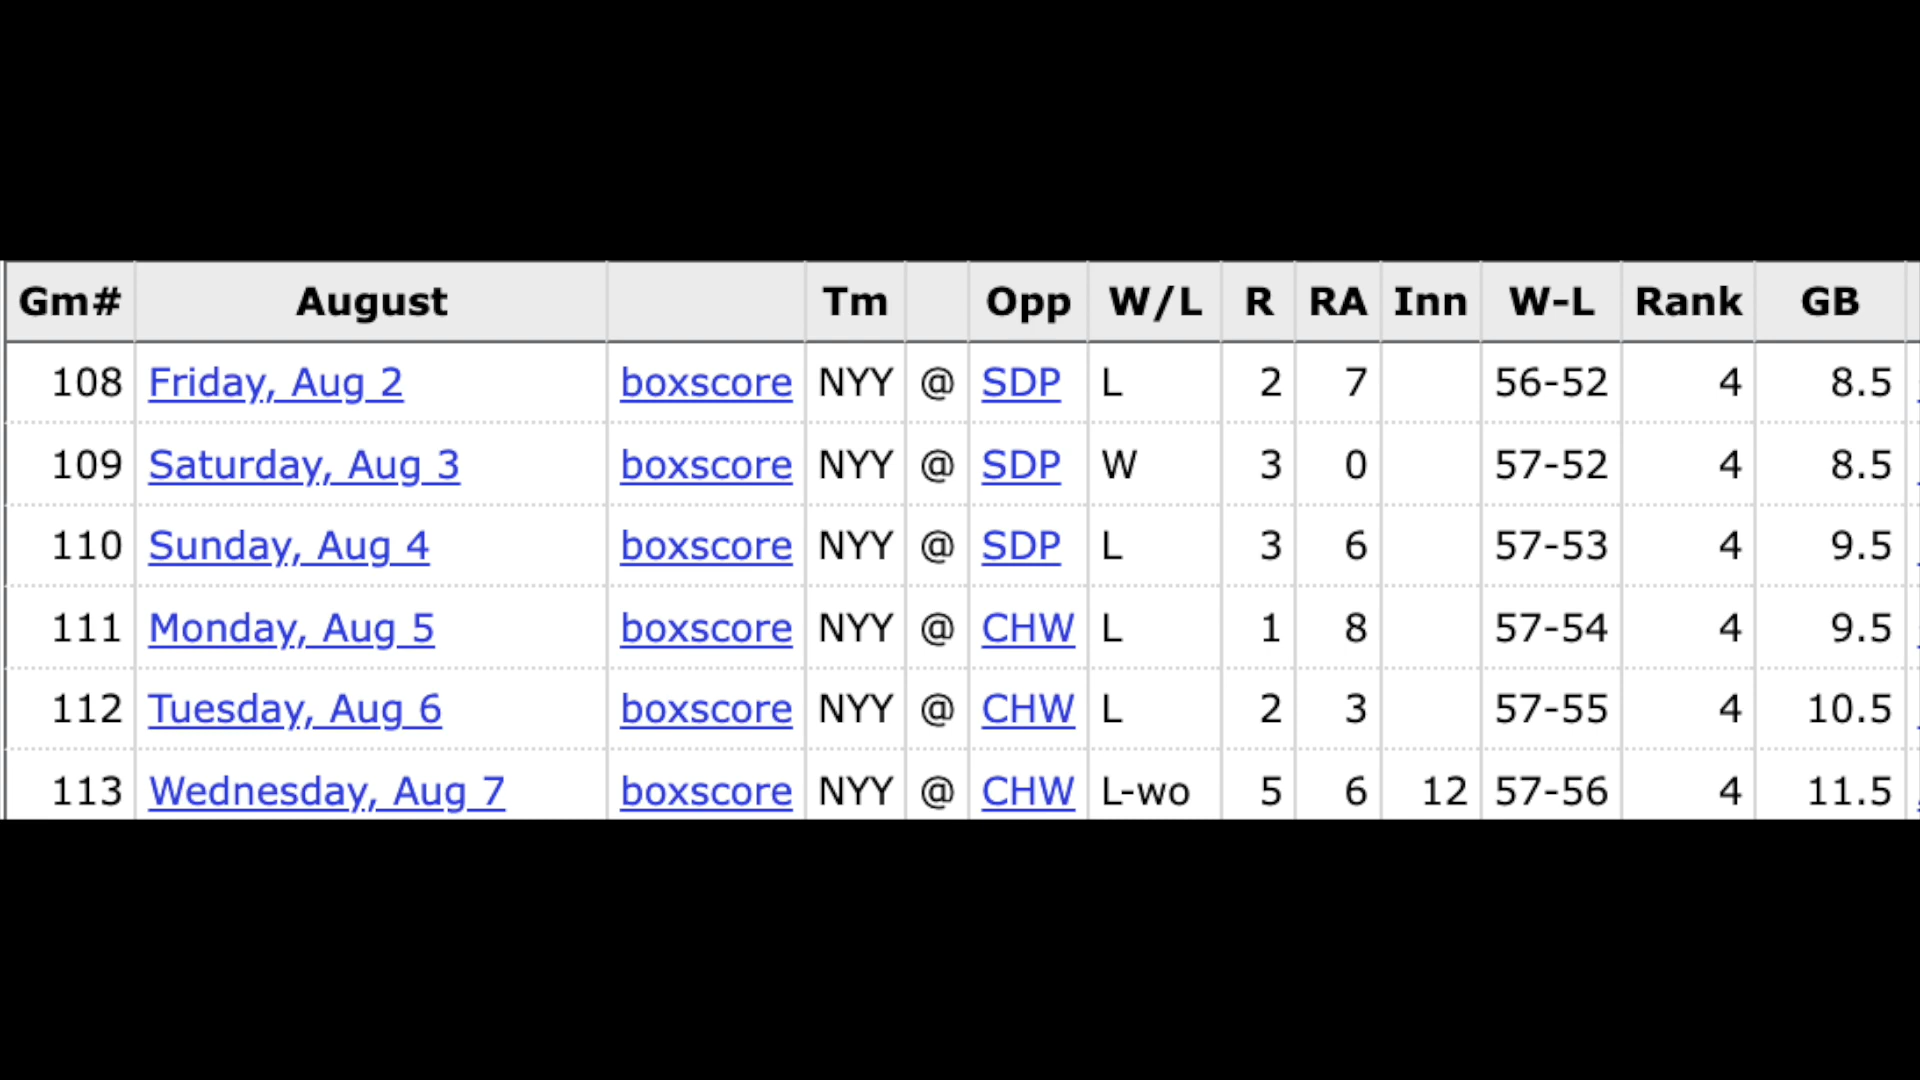 Gm# August Tm Opp W/L R RA Inn W-L Rank GB
108 Friday, Aug 2 boxscore NYY @ SDP L 2 7 56-52 4 8.5
109 Saturday, Aug 3 boxscore NYY @ SDP W 3 0 57-52 4 8.5
110 Sunday, Aug 4 boxscore NYY @ SDP L 3 6 57-53 4 9.5
111 Monday, Aug 5 boxscore NYY @ CHW L 1 8 57-54 4 9.5
112 Tuesday, Aug 6 boxscore NYY @ CHW L 2 3 57-55 4 10.5
113 Wednesday, Aug 7 boxscore NYY @ CHW L-wo 5 6 12 57-56 4 11.5